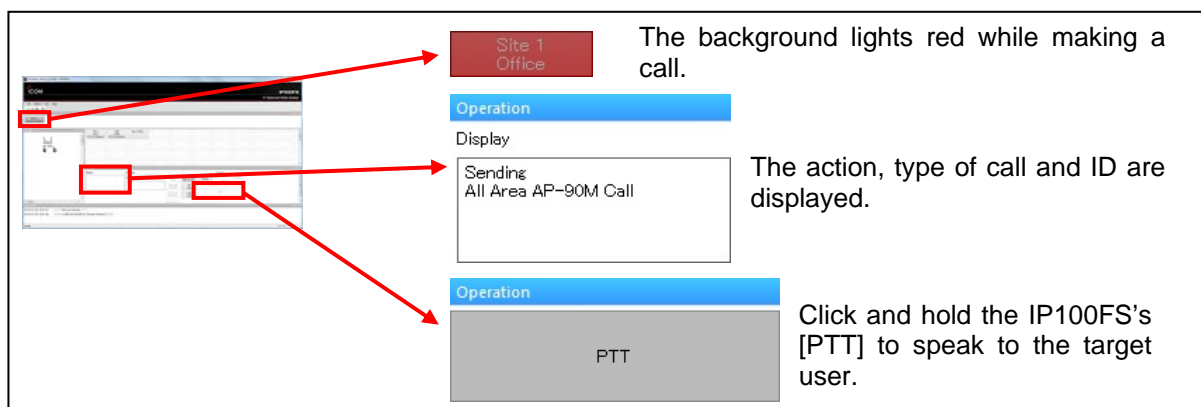 Site 1
Office
The background lights red while making a
call.
Operation
Display
Sending
All Area AP-90M Call
The action, type of call and ID are
displayed.
Operation
PTT
Click and hold the IP100FS's
[PTT] to speak to the target
user.
ICOM